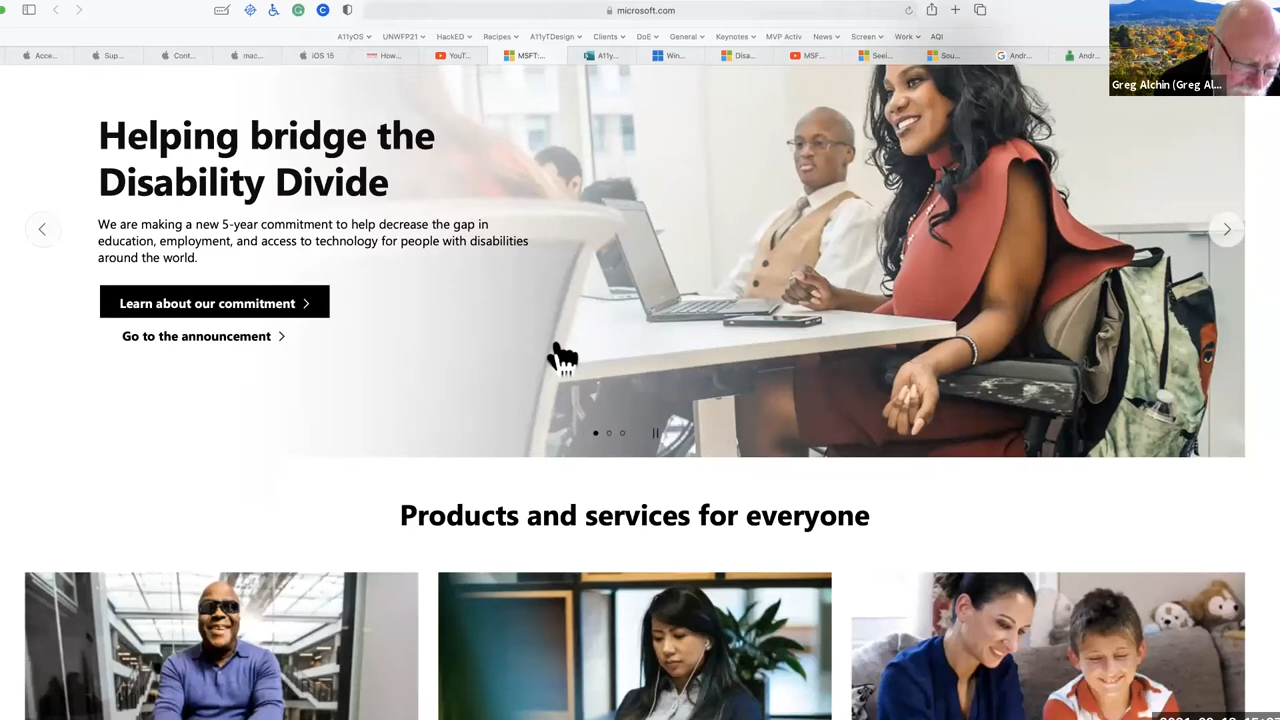 microsoft.com
A11yOS UNWFP21 HackED Recipes A11yTDesign Clients DoE General Keynotes MVP Activ News Screen Work AQI
Acce... Sup... Cont... mac... iOS 15 How... YouT... MSFT:... A11y... Win... Disa... MSF... Seei... Sou... Andr... Andr...
Greg Alchin (Greg Al...
Helping bridge the
Disability Divide
We are making a new 5-year commitment to help decrease the gap in
education, employment, and access to technology for people with disabilities
around the world.
Learn about our commitment
Go to the announcement
Products and services for everyone